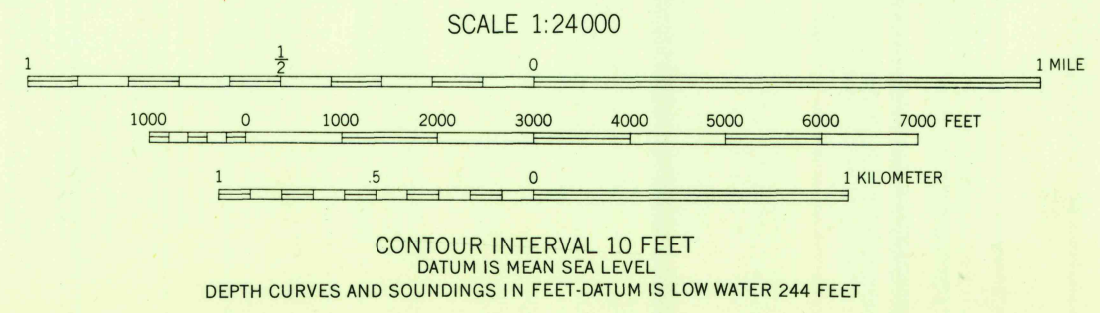 SCALE 1:24000
1 1/2 0 1 MILE
1000 0 1000 2000 3000 4000 5000 6000 7000 FEET
1 .5 0 1 KILOMETER
CONTOUR INTERVAL 10 FEET
DATUM IS MEAN SEA LEVEL
DEPTH CURVES AND SOUNDINGS IN FEET-DATUM IS LOW WATER 244 FEET